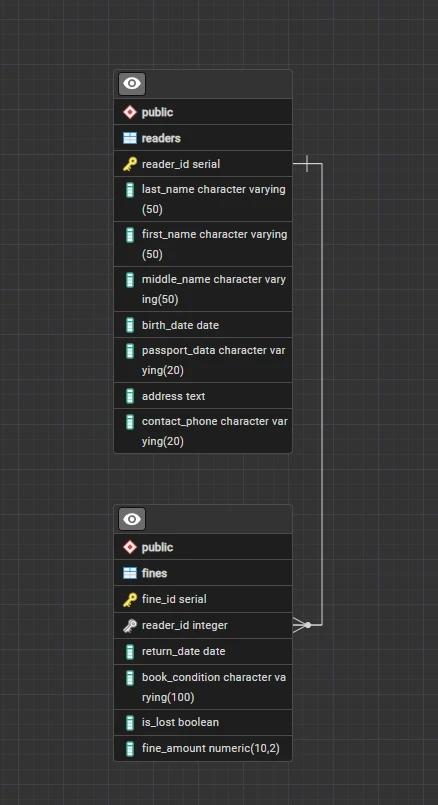 public
readers
reader_id serial
last_name character varying
(50)
first_name character varying
(50)
middle_name character vary
ing(50)
birth_date date
passport_data character var
ying(20)
address text
contact_phone character var
ying(20)
public
fines
fine_id serial
reader_id integer
return_date date
book_condition character va
rying(100)
is_lost boolean
fine_amount numeric(10,2)